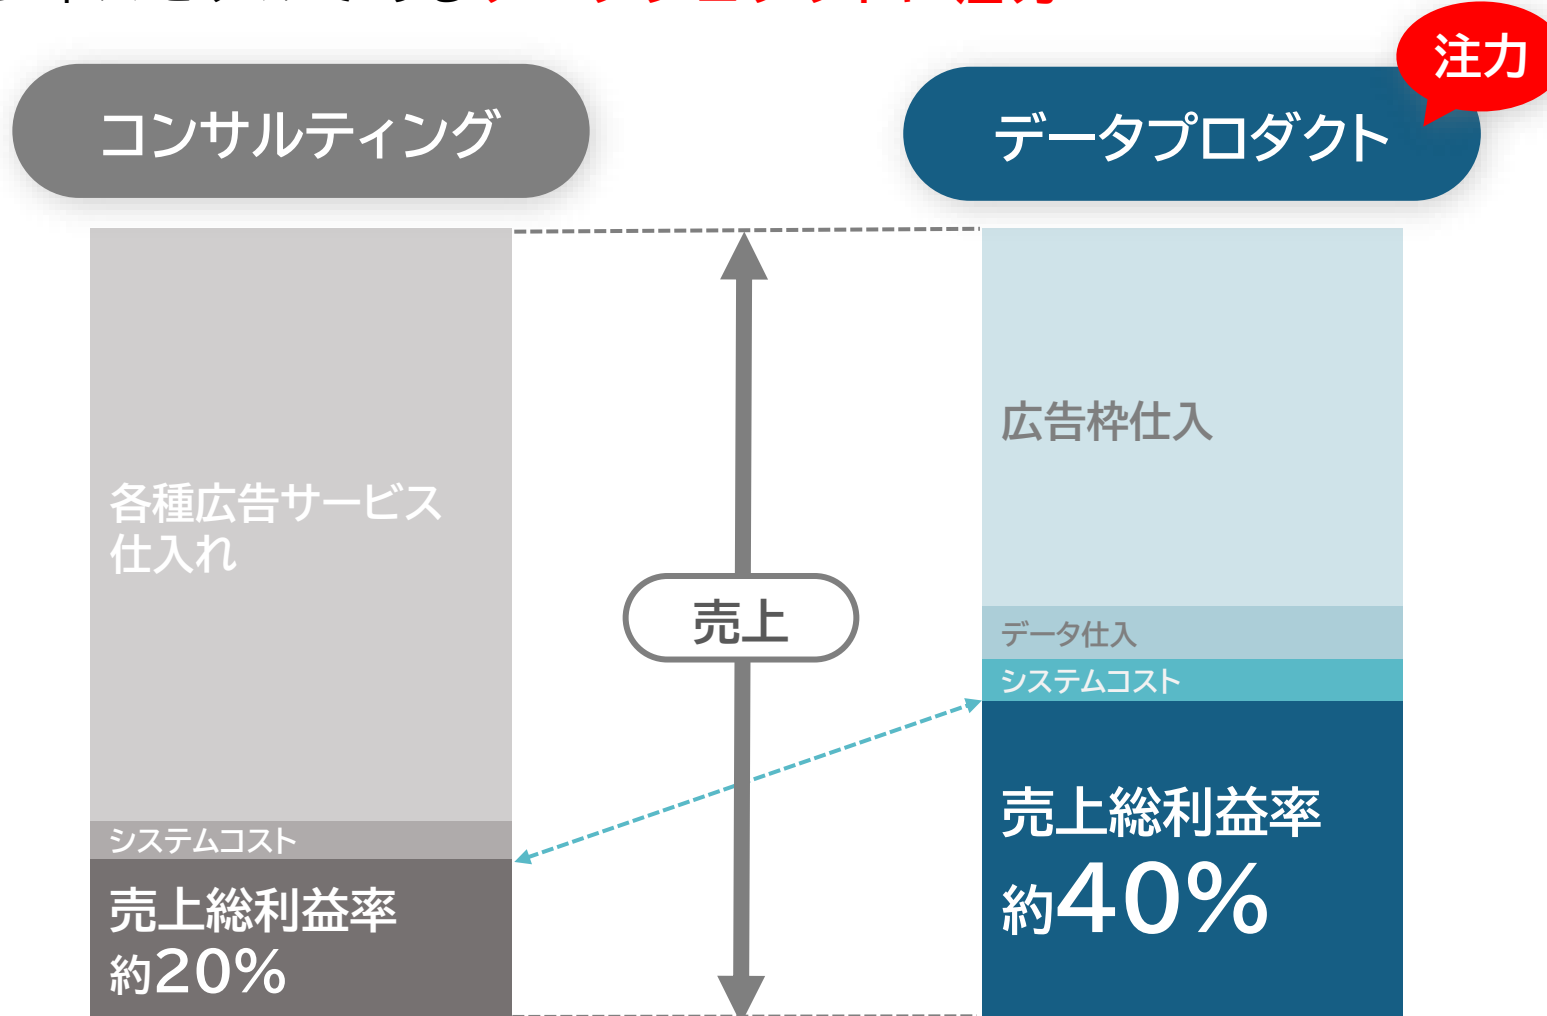 注力
コンサルティング
データプロダクト
各種広告サービス
仕入れ
システムコスト
売上総利益率
約20%
売上
広告枠仕入
データ仕入
システムコスト
売上総利益率
約40%